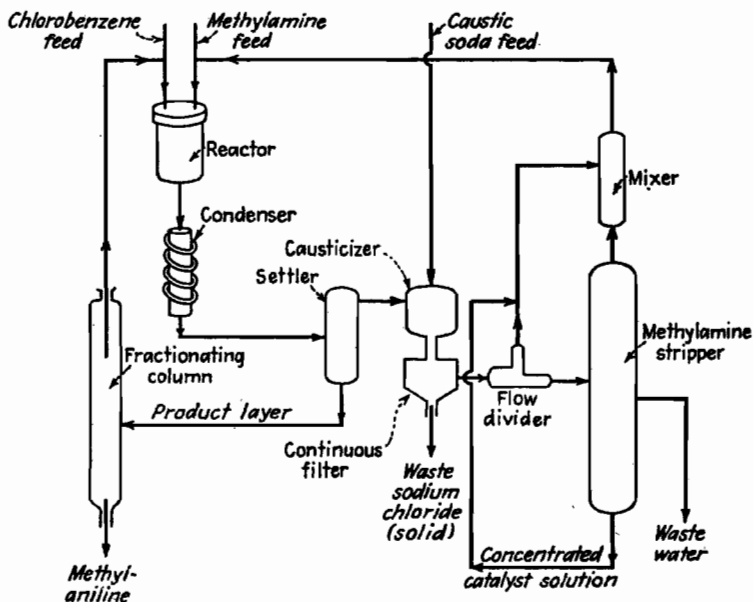 Chlorobenzene
feed
Methylamine
feed
Caustic
soda feed
Reactor
Mixer
Condenser
Causticizer
Settler
Methylamine
stripper
Fractionating
column
Product layer
Flow
divider
Continuous
filter
Waste
sodium
chloride
(solid)
Waste
water
Concentrated
catalyst solution
Methyl-
aniline